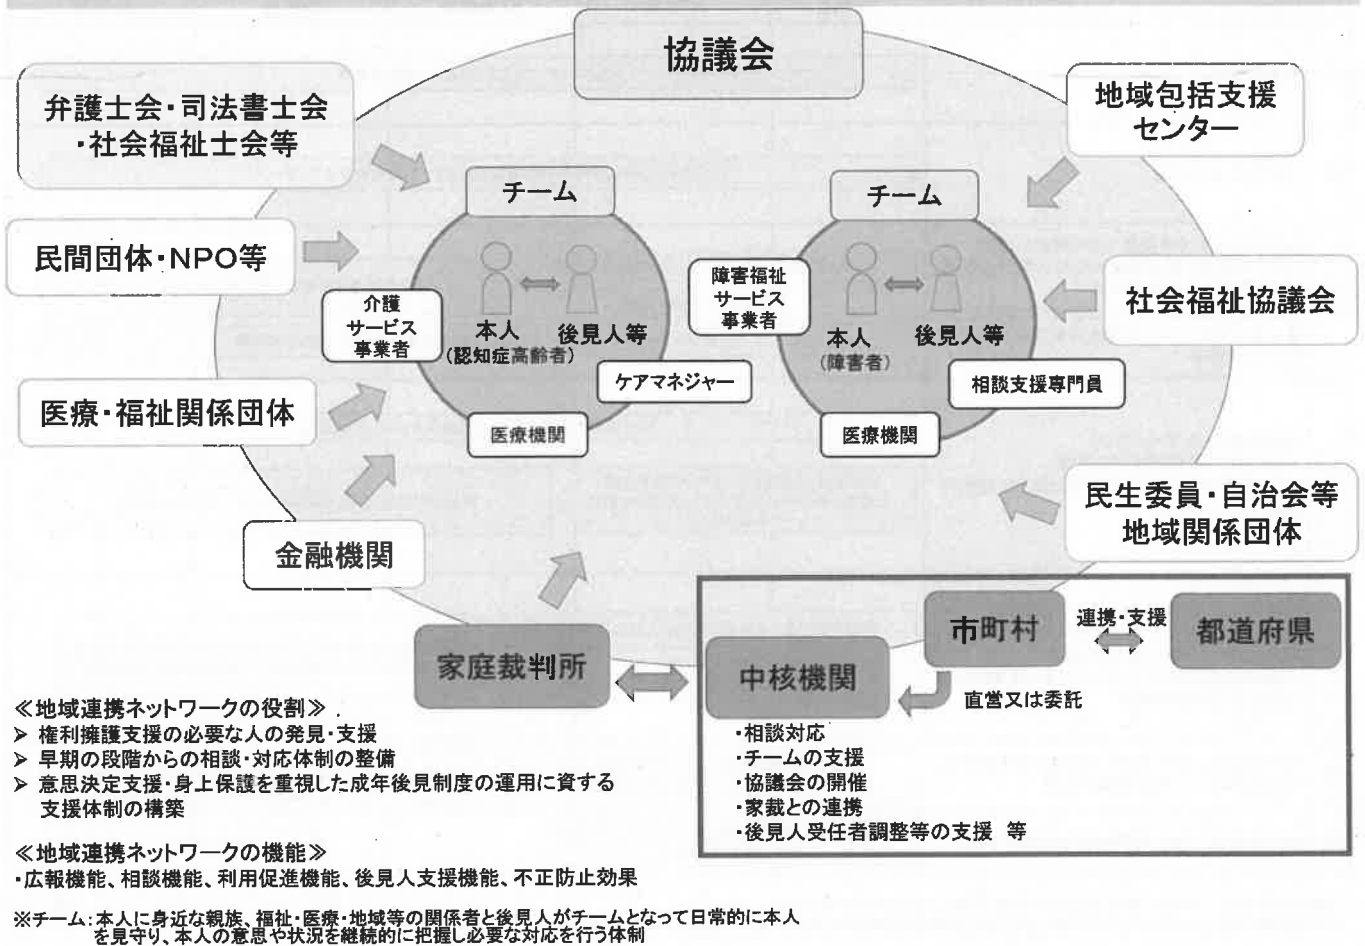 協議会
弁護士会・司法書士会
・社会福祉士会等
地域包括支援
センター
チーム
チーム
民間団体・NPO等
社会福祉協議会
介護
サービス
事業者
本人
(認知症高齢者)
後見人等
ケアマネジャー
医療機関
障害福祉
サービス
事業者
本人
(障害者)
後見人等
相談支援専門員
医療機関
医療・福祉関係団体
金融機関
民生委員・自治会等
地域関係団体
家庭裁判所
中核機関
市町村
連携・支援
都道府県
直営又は委託
・相談対応
・チームの支援
・協議会の開催
・家裁との連携
・後見人受任者調整等の支援 等
≪地域連携ネットワークの役割≫
➢ 権利擁護支援の必要な人の発見・支援
➢ 早期の段階からの相談・対応体制の整備
➢ 意思決定支援・身上保護を重視した成年後見制度の運用に資する
支援体制の構築
≪地域連携ネットワークの機能≫
・広報機能、相談機能、利用促進機能、後見人支援機能、不正防止効果
※チーム:本人に身近な親族、福祉・医療・地域等の関係者と後見人がチームとなって日常的に本人
を見守り、本人の意思や状況を継続的に把握し必要な対応を行う体制